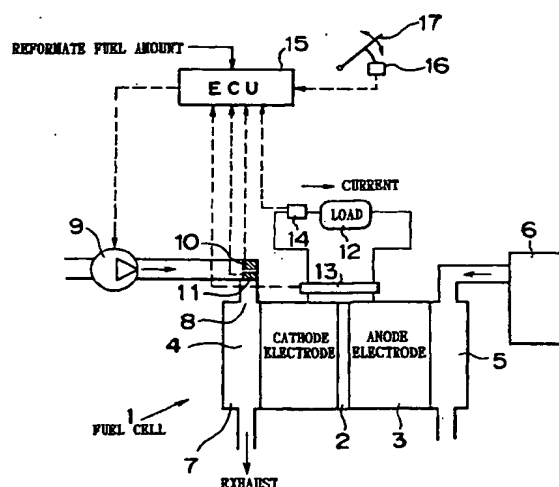 17
REFORMATE FUEL AMOUNT
15
E C U
16
CURRENT
9
10
LOAD
6
14
12
13
11
8
4
CATHODE ELECTRODE
ANODE ELECTRODE
5
1
FUEL CELL
7
2
3
EXHAUST